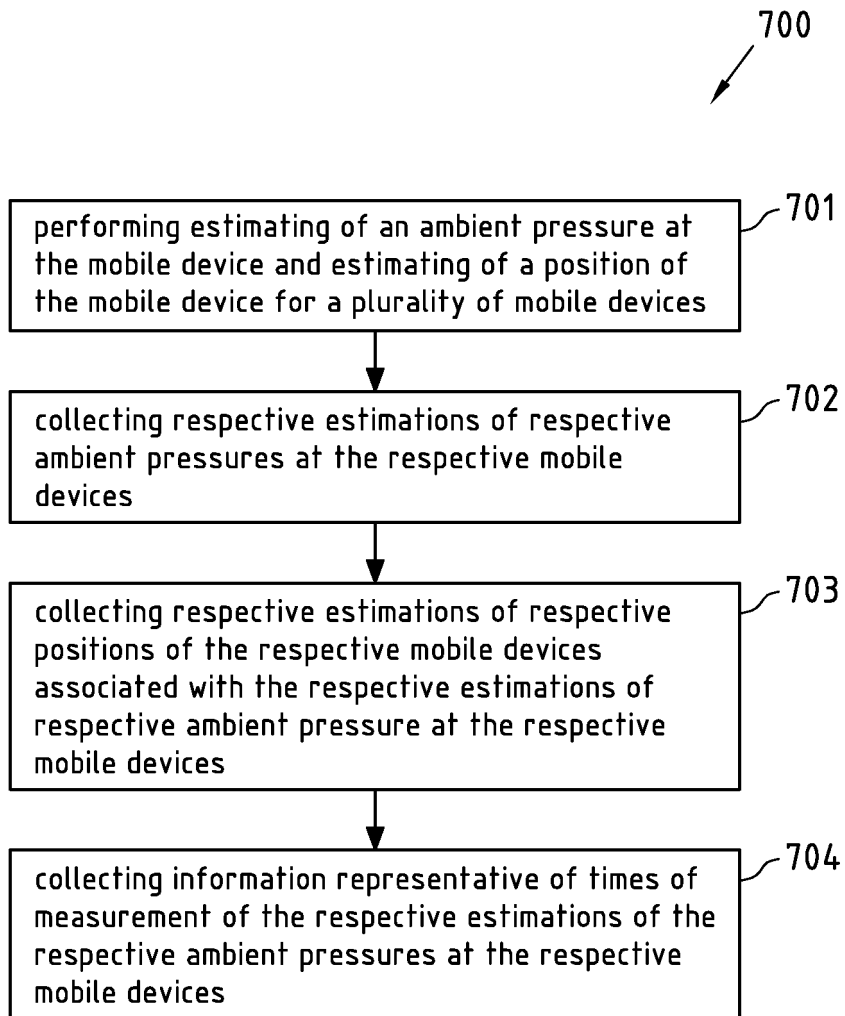 700
701
performing estimating of an ambient pressure at
the mobile device and estimating of a position of
the mobile device for a plurality of mobile devices
702
collecting respective estimations of respective
ambient pressures at the respective mobile
devices
703
collecting respective estimations of respective
positions of the respective mobile devices
associated with the respective estimations of
respective ambient pressure at the respective
mobile devices
704
collecting information representative of times of
measurement of the respective estimations of the
respective ambient pressures at the respective
mobile devices